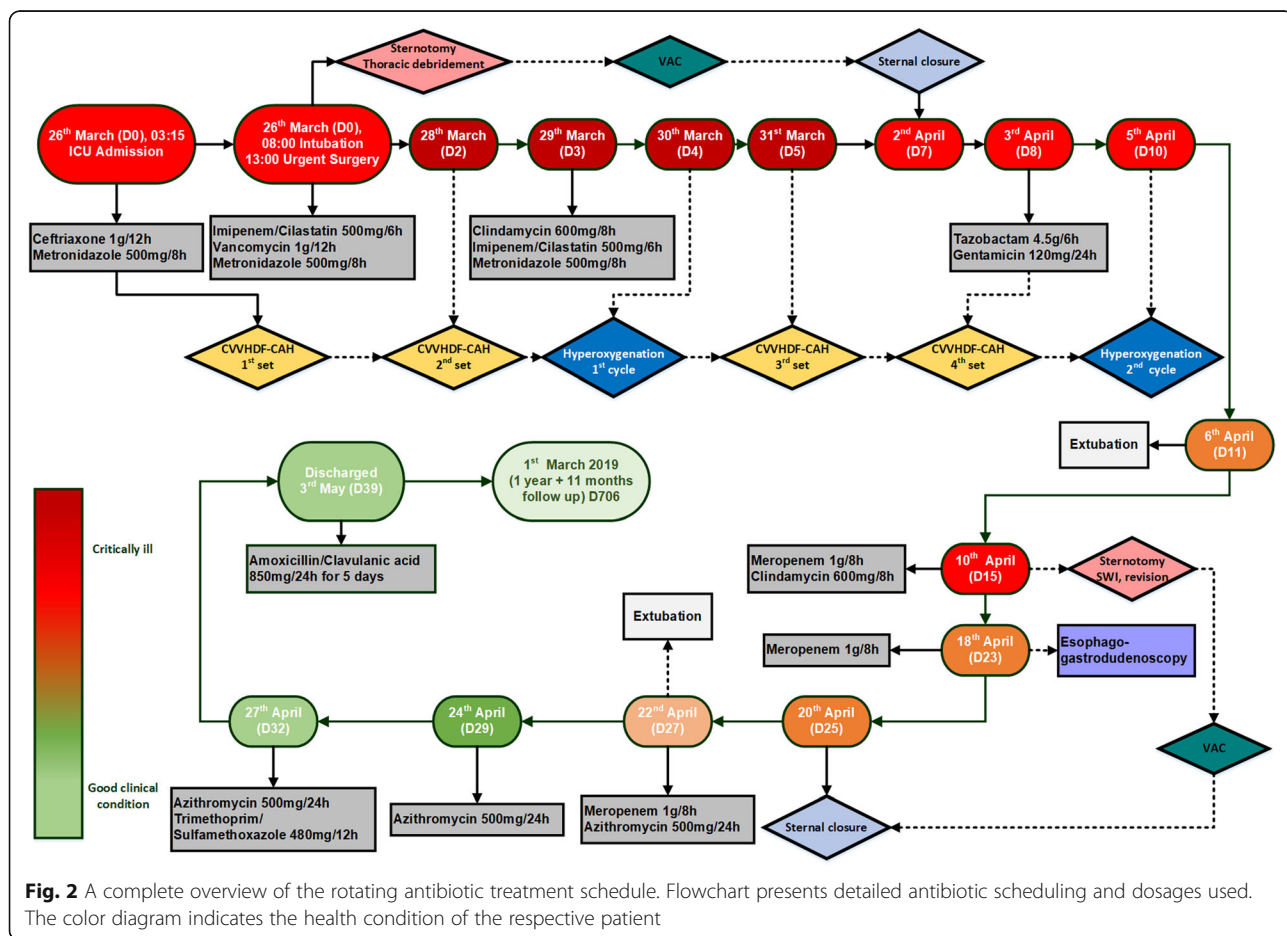 Sternotomy
Thoracic debridement
VAC
Sternal closure
26th March (D0), 03:15
ICU Admission
26th March (D0),
08:00 Intubation
13:00 Urgent Surgery
28th March
(D2)
29th March
(D3)
30th March
(D4)
31st March
(D5)
2nd April
(D7)
3rd April
(D8)
5th April
(D10)
Ceftriaxone 1g/12h
Metronidazole 500mg/8h
Imipenem/Cilastatin 500mg/6h
Vancomycin 1g/12h
Metronidazole 500mg/8h
Clindamycin 600mg/8h
Imipenem/Cilastatin 500mg/6h
Metronidazole 500mg/8h
Tazobactam 4.5g/6h
Gentamicin 120mg/24h
CVVHDF-CAH
1st set
CVVHDF-CAH
2nd set
Hyperoxygenation
1st cycle
CVVHDF-CAH
3rd set
CVVHDF-CAH
4th set
Hyperoxygenation
2nd cycle
Extubation
6th April
(D11)
Discharged
3rd May (D39)
1st March 2019
(1 year + 11 months
follow up) D706
Critically ill
Amoxicillin/Clavulanic acid
850mg/24h for 5 days
Meropenem 1g/8h
Clindamycin 600mg/8h
10th April
(D15)
Sternotomy
SWI, revision
Extubation
Meropenem 1g/8h
18th April
(D23)
Esophago-
gastrodudenoscopy
27th April
(D32)
24th April
(D29)
22nd April
(D27)
20th April
(D25)
VAC
Good clinical
condition
Azithromycin 500mg/24h
Trimethoprim/
Sulfamethoxazole 480mg/12h
Azithromycin 500mg/24h
Meropenem 1g/8h
Azithromycin 500mg/24h
Sternal closure
Fig. 2 A complete overview of the rotating antibiotic treatment schedule. Flowchart presents detailed antibiotic scheduling and dosages used.
The color diagram indicates the health condition of the respective patient